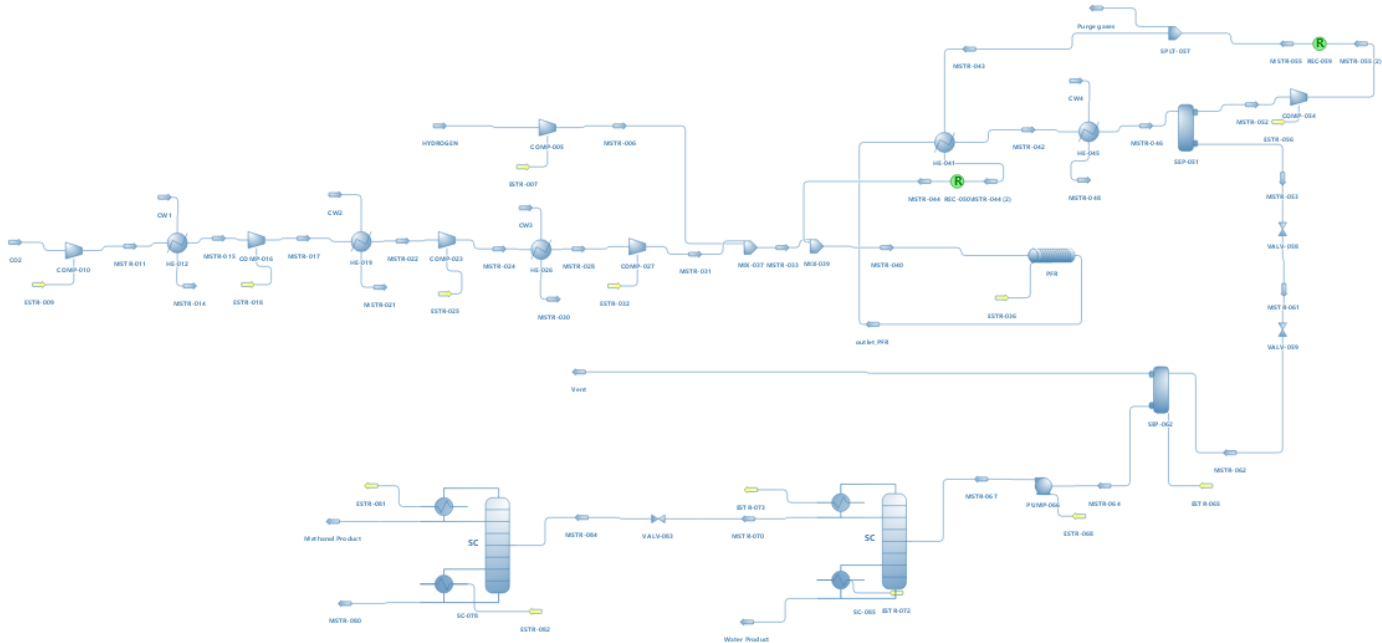 Purge gases
SPLT-057
MSTR-055 REC-059 MSTR-055 (2)
MSTR-043
CW4
COMP-054
MSTR-052
ESTR-056
HYDROGEN
COMP-005
MSTR-006
HE-041
MSTR-042
HE-045
MSTR-046
SEP-051
ESTR-007
MSTR-044 REC-050 MSTR-044 (2)
MSTR-048
MSTR-053
CW1
CW2
CW3
VALV-058
CO2
COMP-010
MSTR-011
HE-012
MSTR-015
COMP-016
MSTR-017
HE-019
MSTR-022
COMP-023
MSTR-024
HE-026
MSTR-028
COMP-027
MSTR-031
MIX-037
MSTR-033
MIX-039
MSTR-040
PFR
ESTR-009
MSTR-014
ESTR-018
MSTR-021
ESTR-025
MSTR-030
ESTR-032
ESTR-036
MSTR-061
outlet_PFR
VALV-059
Vent
SEP-062
MSTR-062
ESTR-081
ESTR-073
MSTR-067
PUMP-066
MSTR-064
ESTR-065
Methanol Product
SC
MSTR-084
VALV-083
MSTR-070
SC
ESTR-068
MSTR-080
SC-078
ESTR-082
SC-085
ESTR-072
Water Product